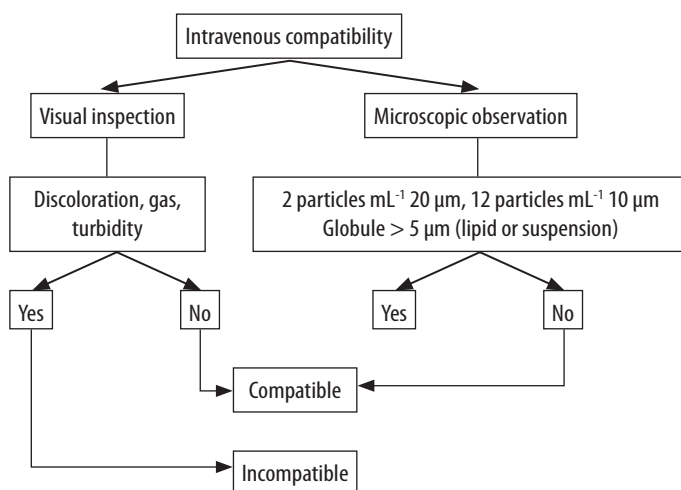 Intravenous compatibility
Visual inspection
Microscopic observation
Discoloration, gas,
turbidity
2 particles mL⁻¹ 20 µm, 12 particles mL⁻¹ 10 µm
Globule > 5 µm (lipid or suspension)
Yes
No
Yes
No
Compatible
Incompatible